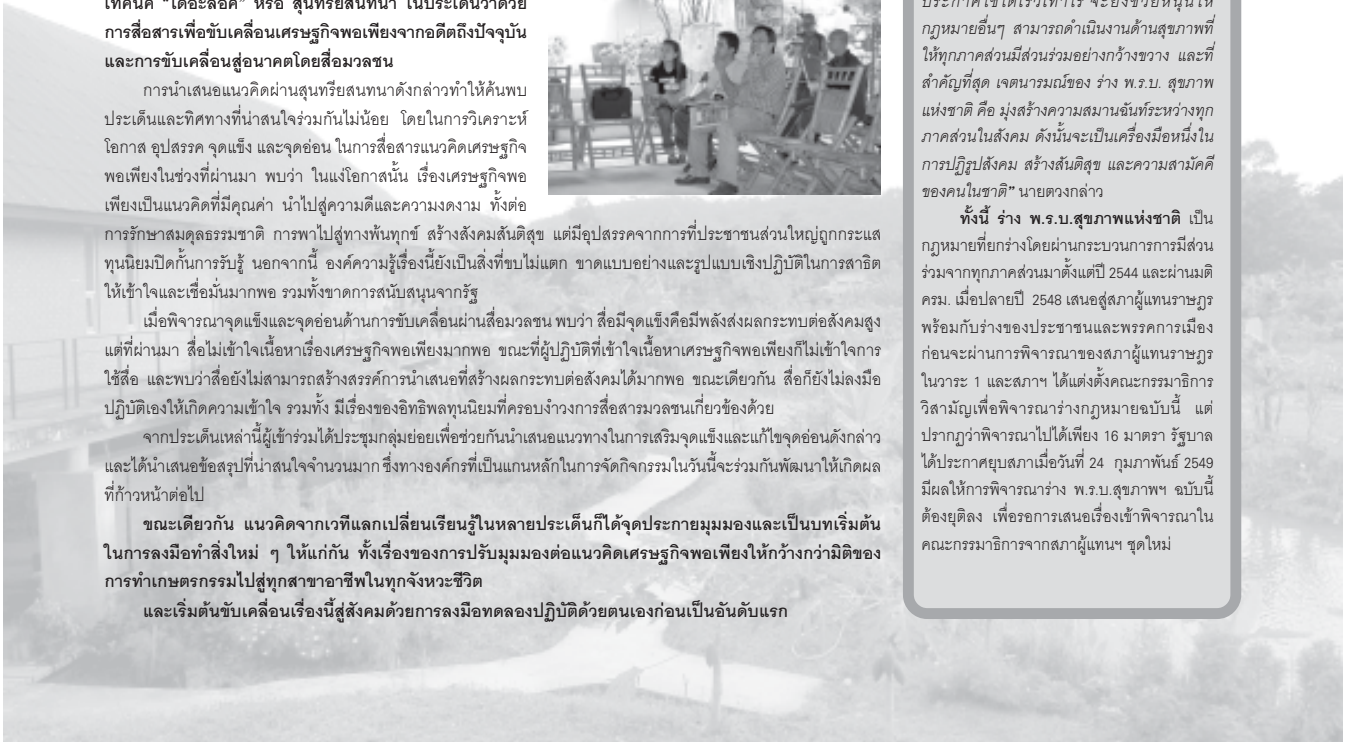 เทคนิค “ไดอะล็อค” หรือ สุนทรียสนทนา ในประเด็นว่าด้วย
การสื่อสารเพื่อขับเคลื่อนเศรษฐกิจพอเพียงจากอดีตถึงปัจจุบัน
และการขับเคลื่อนสู่อนาคตโดยสื่อมวลชน
การนำเสนอแนวคิดผ่านสุนทรียสนทนาดังกล่าวทำให้ค้นพบ
ประเด็นและทิศทางที่น่าสนใจร่วมกันไม่น้อย โดยในการวิเคราะห์
โอกาส อุปสรรค จุดแข็ง และจุดอ่อน ในการสื่อสารแนวคิดเศรษฐกิจ
พอเพียงในช่วงที่ผ่านมา พบว่า ในแง่โอกาสนั้น เรื่องเศรษฐกิจพอ
เพียงเป็นแนวคิดที่มีคุณค่า นำไปสู่ความดีและความงดงาม ทั้งต่อ
การรักษาสมดุลธรรมชาติ การพาไปสู่ทางพ้นทุกข์ สร้างสังคมสันติสุข แต่มีอุปสรรคจากการที่ประชาชนส่วนใหญ่ถูกกระแส
ทุนนิยมปิดกั้นการรับรู้ นอกจากนี้ องค์ความรู้เรื่องนี้ยังเป็นสิ่งที่ขบไม่แตก ขาดแบบอย่างและรูปแบบเชิงปฏิบัติในการสาธิต
ให้เข้าใจและเชื่อมั่นมากพอ รวมทั้งขาดการสนับสนุนจากรัฐ
เมื่อพิจารณาจุดแข็งและจุดอ่อนด้านการขับเคลื่อนผ่านสื่อมวลชน พบว่า สื่อมีจุดแข็งคือมีพลังส่งผลกระทบต่อสังคมสูง
แต่ที่ผ่านมา สื่อไม่เข้าใจเนื้อหาเรื่องเศรษฐกิจพอเพียงมากพอ ขณะที่ผู้ปฏิบัติที่เข้าใจเนื้อหาเศรษฐกิจพอเพียงก็ไม่เข้าใจการ
ใช้สื่อ และพบว่าสื่อยังไม่สามารถสร้างสรรค์การนำเสนอที่สร้างผลกระทบต่อสังคมได้มากพอ ขณะเดียวกัน สื่อก็ยังไม่ลงมือ
ปฏิบัติเองให้เกิดความเข้าใจ รวมทั้ง มีเรื่องของอิทธิพลทุนนิยมที่ครอบงำวงการสื่อสารมวลชนเกี่ยวข้องด้วย
จากประเด็นเหล่านี้ผู้เข้าร่วมได้ประชุมกลุ่มย่อยเพื่อช่วยกันนำเสนอแนวทางในการเสริมจุดแข็งและแก้ไขจุดอ่อนดังกล่าว
และได้นำเสนอข้อสรุปที่น่าสนใจจำนวนมาก ซึ่งทางองค์กรที่เป็นแกนหลักในการจัดกิจกรรมในวันนี้จะร่วมกันพัฒนาให้เกิดผล
ที่ก้าวหน้าต่อไป
ขณะเดียวกัน แนวคิดจากเวทีแลกเปลี่ยนเรียนรู้ในหลายประเด็นก็ได้จุดประกายมุมมองและเป็นบทเริ่มต้น
ในการลงมือทำสิ่งใหม่ ๆ ให้แก่กัน ทั้งเรื่องของการปรับมุมมองต่อแนวคิดเศรษฐกิจพอเพียงให้กว้างกว่ามิติของ
การทำเกษตรกรรมไปสู่ทุกสาขาอาชีพในทุกจังหวะชีวิต
และเริ่มต้นขับเคลื่อนเรื่องนี้สู่สังคมด้วยการลงมือทดลองปฏิบัติด้วยตนเองก่อนเป็นอันดับแรก
ประกาศใช้ได้เร็วเท่าไร จะยิ่งช่วยหนุนให้
กฎหมายอื่นๆ สามารถดำเนินงานด้านสุขภาพที่
ให้ทุกภาคส่วนมีส่วนร่วมอย่างกว้างขวาง และที่
สำคัญที่สุด เจตนารมณ์ของ ร่าง พ.ร.บ. สุขภาพ
แห่งชาติ คือ มุ่งสร้างความสมานฉันท์ระหว่างทุก
ภาคส่วนในสังคม ดังนั้นจะเป็นเครื่องมือหนึ่งใน
การปฏิรูปสังคม สร้างสันติสุข และความสามัคคี
ของคนในชาติ” นายตวงกล่าว
ทั้งนี้ ร่าง พ.ร.บ.สุขภาพแห่งชาติ เป็น
กฎหมายที่ยกร่างโดยผ่านกระบวนการการมีส่วน
ร่วมจากทุกภาคส่วนมาตั้งแต่ปี 2544 และผ่านมติ
ครม. เมื่อปลายปี 2548 เสนอสู่สภาผู้แทนราษฎร
พร้อมกับร่างของประชาชนและพรรคการเมือง
ก่อนจะผ่านการพิจารณาของสภาผู้แทนราษฎร
ในวาระ 1 และสภาฯ ได้แต่งตั้งคณะกรรมาธิการ
วิสามัญเพื่อพิจารณาร่างกฎหมายฉบับนี้ แต่
ปรากฏว่าพิจารณาไปได้เพียง 16 มาตรา รัฐบาล
ได้ประกาศยุบสภาเมื่อวันที่ 24 กุมภาพันธ์ 2549
มีผลให้การพิจารณาร่าง พ.ร.บ.สุขภาพฯ ฉบับนี้
ต้องยุติลง เพื่อรอการเสนอเรื่องเข้าพิจารณาใน
คณะกรรมาธิการจากสภาผู้แทนฯ ชุดใหม่